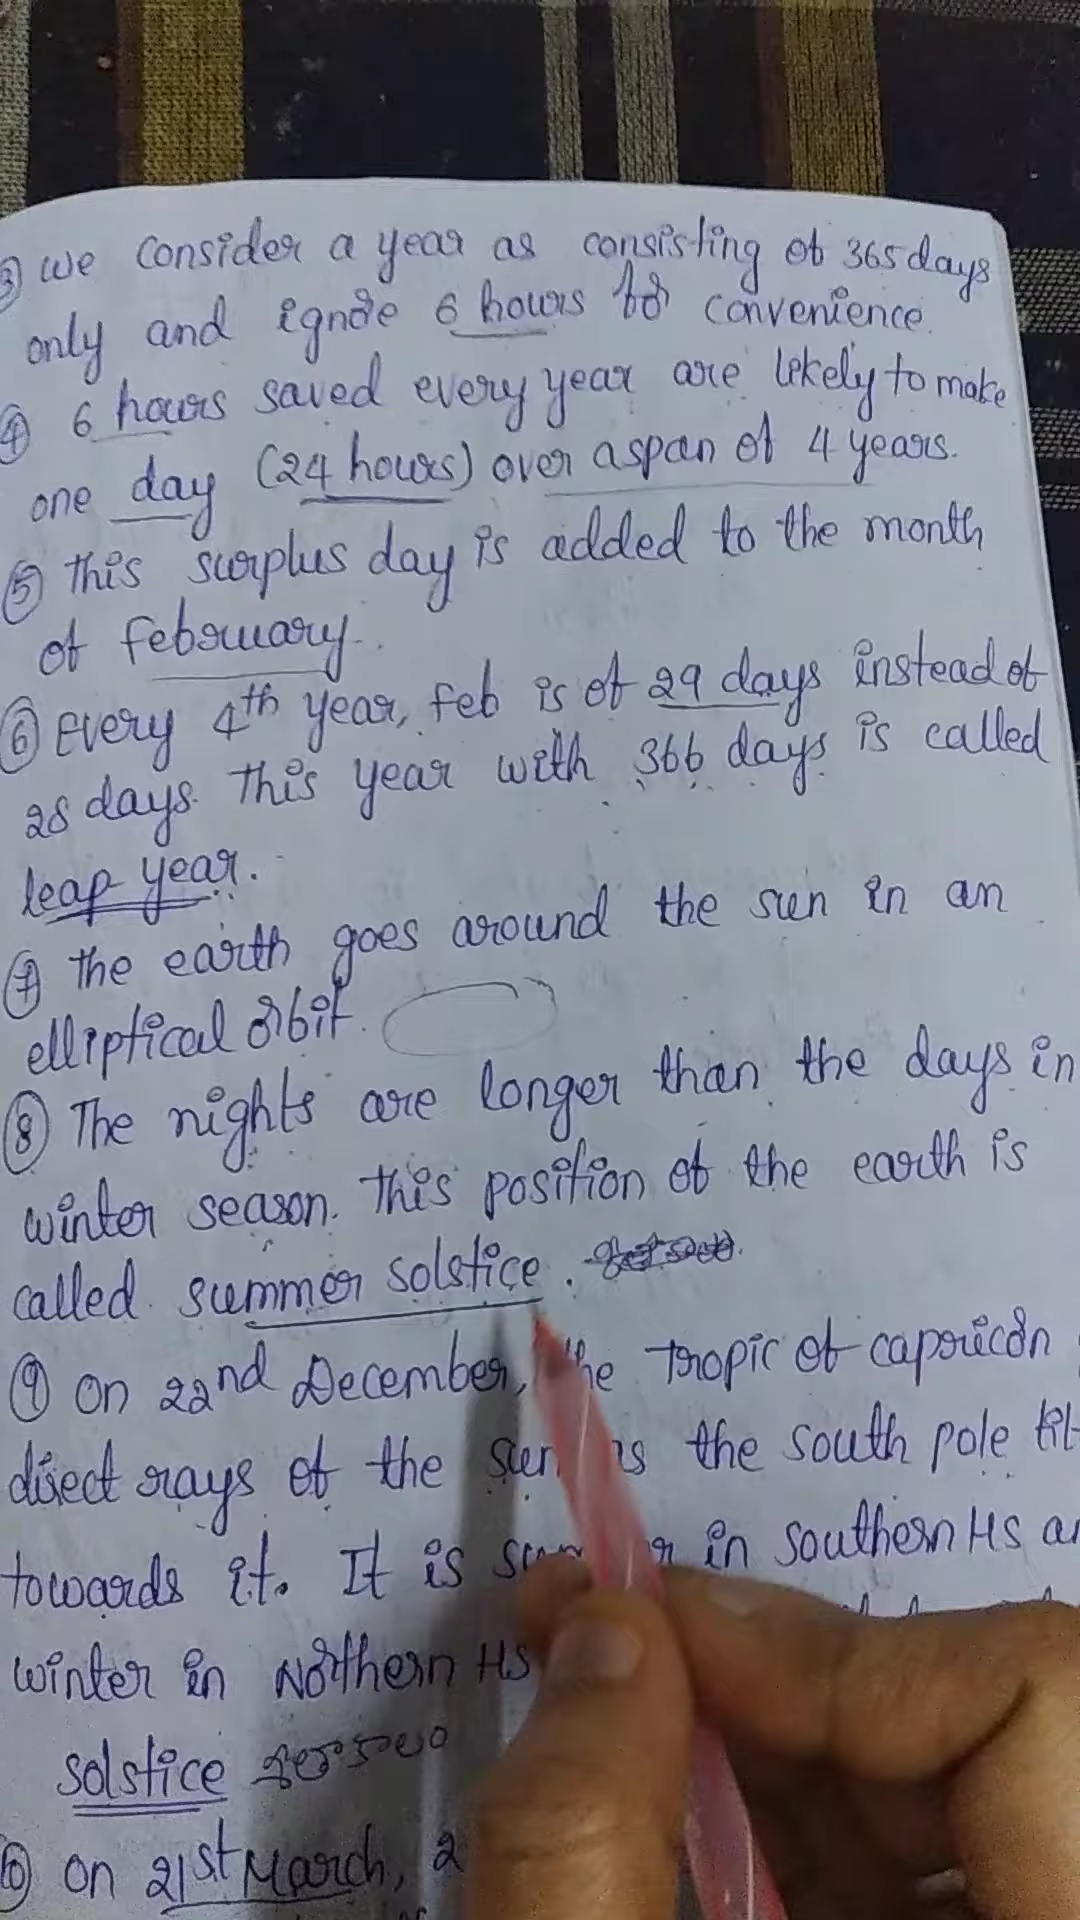 ③ we consider a year as consisting of 365 days
only and ignore 6 hours for convenience.
④ 6 hours saved every year are likely to make
one day (24 hours) over a span of 4 years.
⑤ this surplus day is added to the month
of february.
⑥ Every 4th year, feb is of 29 days instead of
28 days. This year with 366 days is called
leap year.
⑦ the earth goes around the sun in an
elliptical orbit.
⑧ The nights are longer than the days in
winter season. This position of the earth is
called summer solstice.
⑨ on 22nd December, the Tropic of capricon
direct rays of the sun as the south pole
towards it. It is in southern Hs
winter in Northern Hs
solstice
on 21st March, 2